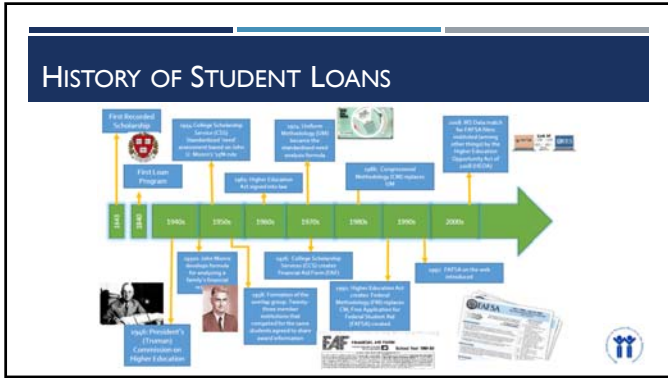 HISTORY OF STUDENT LOANS
First Recorded
Scholarship
First Loan
Program
1954 College Scholarship
Service (CSS)
Standardized "need"
assessment based on John
U. Monro's
1965 Higher Education
Act signed into law
1974 Uniform
Methodology (UM)
became the
standardized need
analysis formula
1986 Congressional
Methodology (CM) replaces
UM
2008 IRS Data match
for FAFSA filers
instituted (among
other things) by the
Higher Education
Opportunity Act of
2008 (HEOA)
1643
1840
1940s
1950s
1960s
1970s
1980s
1990s
2000s
1946: President's
(Truman)
Commission on
Higher Education
1950s: John Monro
develops formula
for analyzing a
family's financial
1958: Formation of the
overlap group. Twenty-
three member
institutions that
competed for the same
students agreed to share
award information
Services (CSS) creates
Financial Aid Form (FAF)
1992: Higher Education Act
creates Federal
Methodology (FM) replaces
CM, Free Application for
Federal Student Aid
(FAFSA) created.
1997: FAFSA on the web
introduced
FAF
FINANCIAL AID FORM
FAFSA